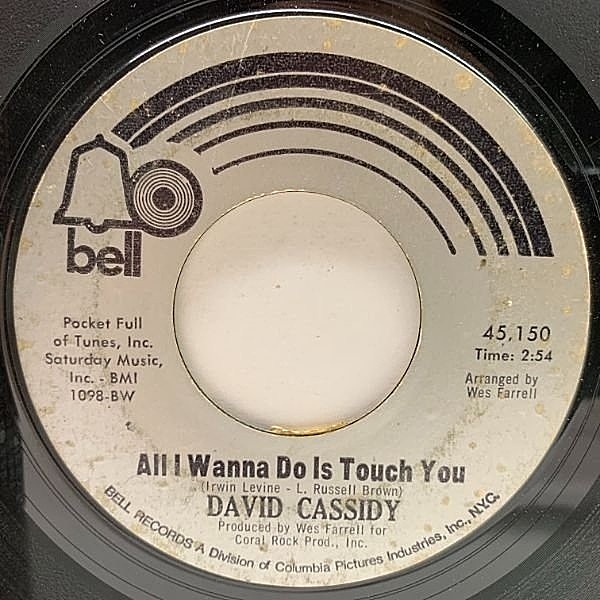 bell
Pocket Full
of Tunes, Inc.
Saturday Music,
Inc. - BMI
1098-BW
45,150
Time: 2:54
Arranged by
Wes Farrell
All I Wanna Do Is Touch You
(Irwin Levine - L. Russell Brown)
DAVID CASSIDY
Produced by Wes Farrell for
Coral Rock Prod., Inc.
BELL RECORDS A Division of Columbia Pictures Industries, Inc., N.Y.C.